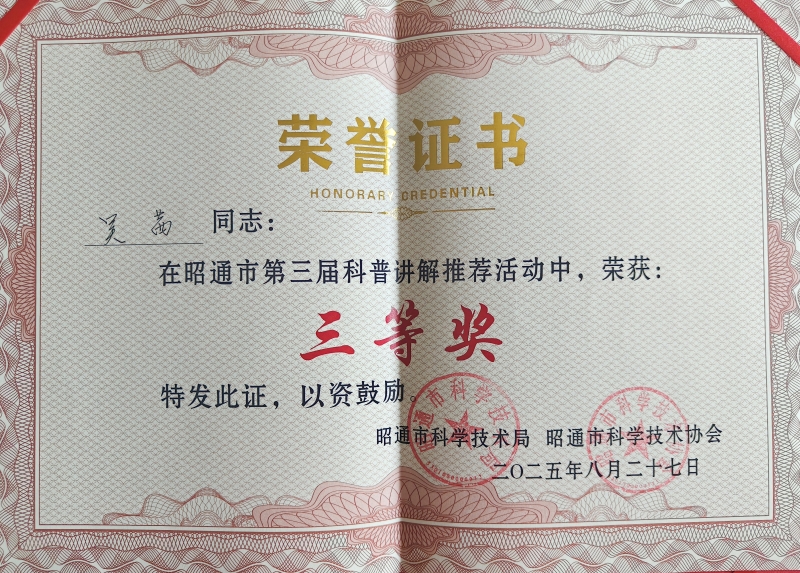 荣誉证书
HONORARY CREDENTIAL
吴茜 同志：
在昭通市第三届科普讲解推荐活动中，荣获：
三等奖
特发此证，以资鼓励。
昭通市科学技术局 昭通市科学技术协会
二〇二五年八月二十七日